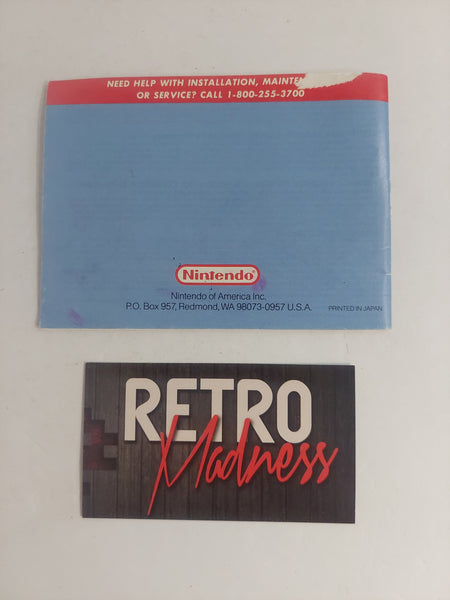 NEED HELP WITH INSTALLATION,
OR SERVICE? CALL 1-800-255-3700
Nintendo®
Nintendo of America Inc.
P.O. Box 957, Redmond, WA 98073-0957 U.S.A.
PRINTED IN JAPAN
RETRO
Madness